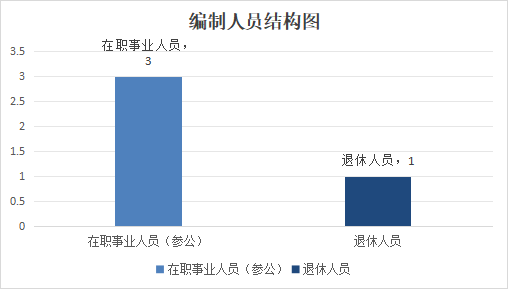 编制人员结构图
在职事业人员，
3
3.5
3
2.5
2
1.5
1
0.5
0
退休人员，1
在职事业人员（参公）
退休人员
在职事业人员（参公）
退休人员